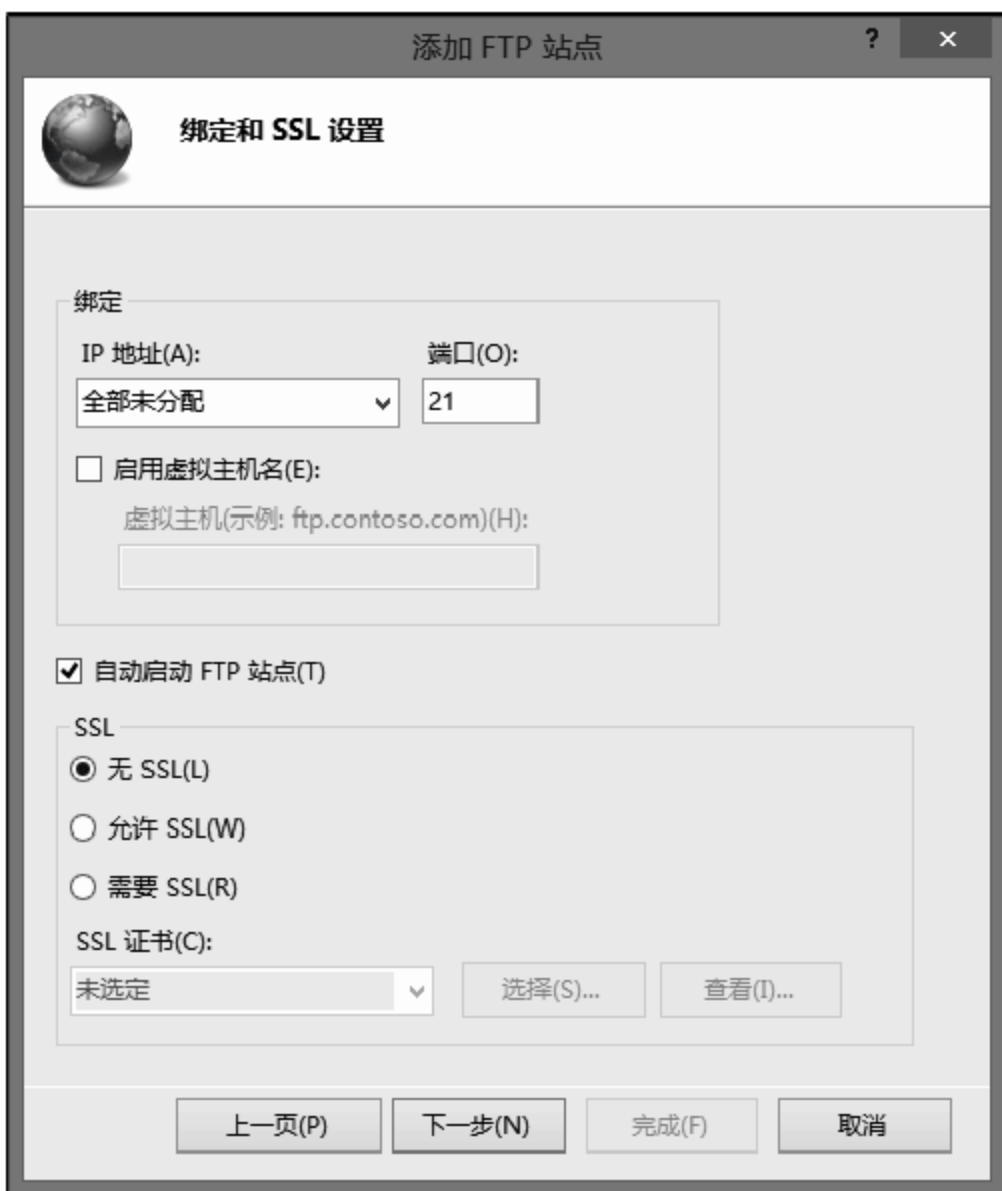 添加 FTP 站点
?
×
绑定和 SSL 设置
绑定
IP 地址(A): 端口(O):
全部未分配 21
启用虚拟主机名(E):
虚拟主机(示例: ftp.contoso.com)(H):
自动启动 FTP 站点(T)
SSL
无 SSL(L)
允许 SSL(W)
需要 SSL(R)
SSL 证书(C):
未选定 选择(S)... 查看(I)...
上一页(P) 下一步(N) 完成(F) 取消